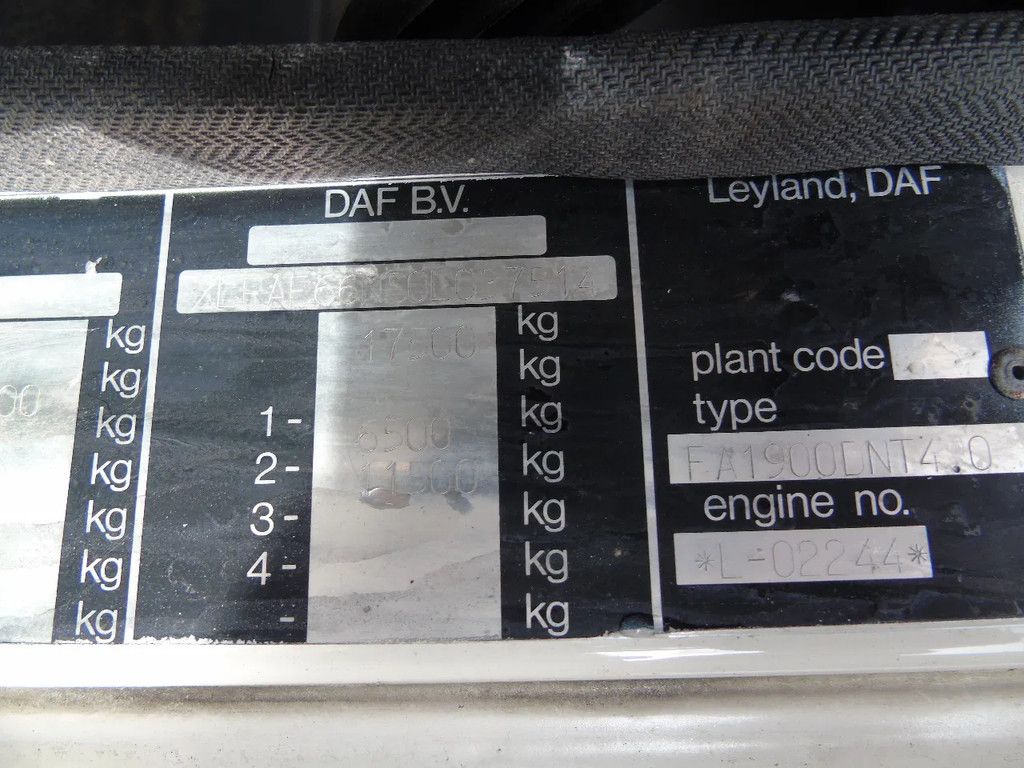 DAF B.V.
17500 kg
kg
1- 6500 kg
2- 11500 kg
3- kg
4- kg
- kg
00
kg
kg
kg
kg
kg
kg
kg
Leyland, DAF
plant code
type
FA1900DNT4 0
engine no.
*L-02244*